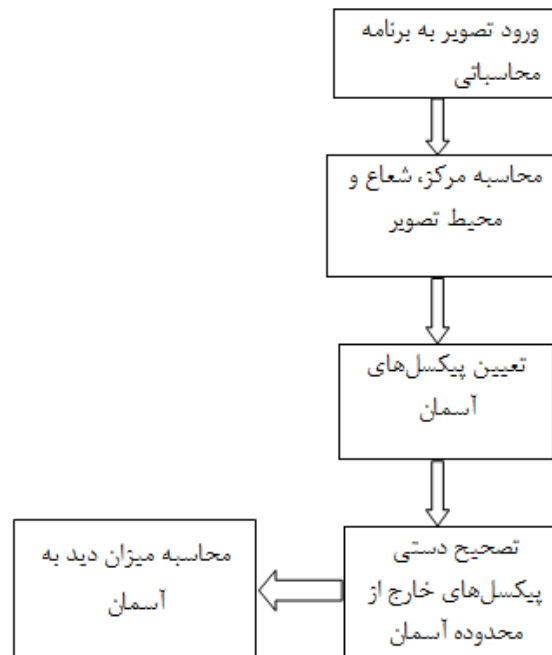 ورود تصویر به برنامه
محاسباتی
محاسبه مرکز، شعاع و
محیط تصویر
تعیین پیکسل‌های
آسمان
تصحیح دستی
پیکسل‌های خارج از
محدوده آسمان
محاسبه میزان دید به
آسمان